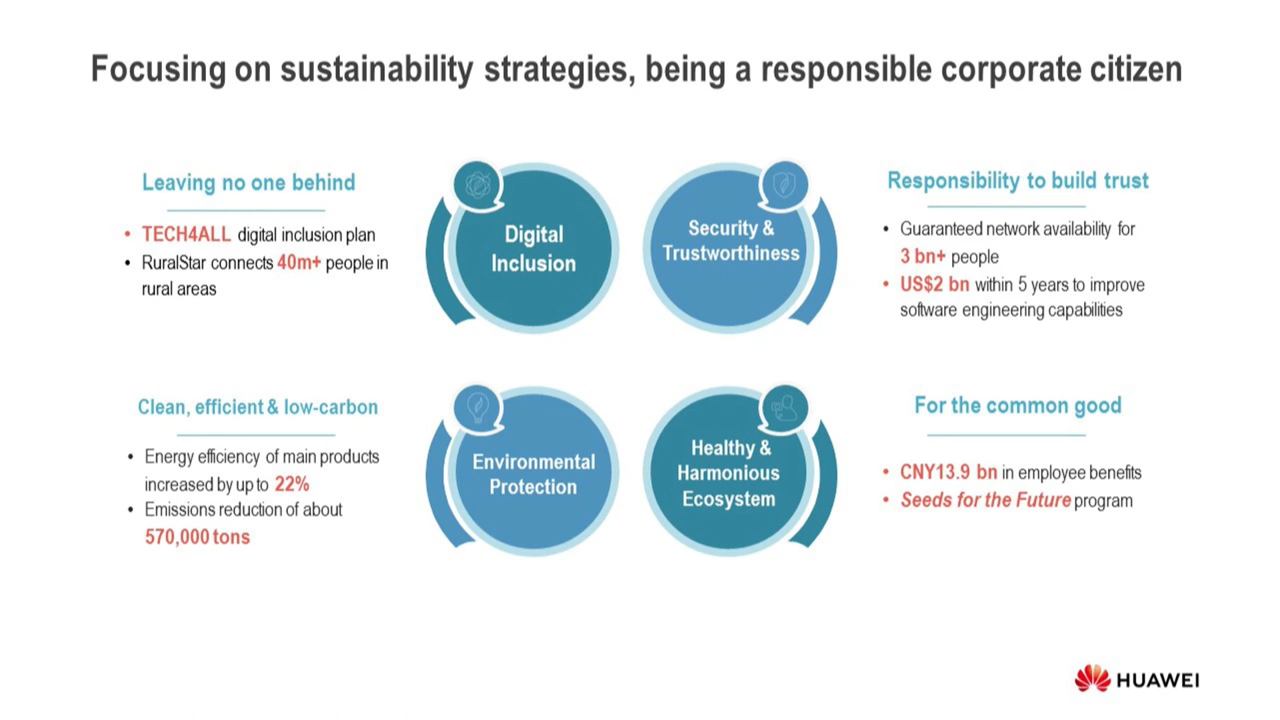 Focusing on sustainability strategies, being a responsible corporate citizen
Leaving no one behind
• TECH4ALL digital inclusion plan
• RuralStar connects 40m+ people in
rural areas
Digital
Inclusion
Security &
Trustworthiness
Responsibility to build trust
• Guaranteed network availability for
3 bn+ people
• US$2 bn within 5 years to improve
software engineering capabilities
Clean, efficient & low-carbon
• Energy efficiency of main products
increased by up to 22%
• Emissions reduction of about
570,000 tons
Environmental
Protection
Healthy &
Harmonious
Ecosystem
For the common good
• CNY13.9 bn in employee benefits
• Seeds for the Future program
HUAWEI